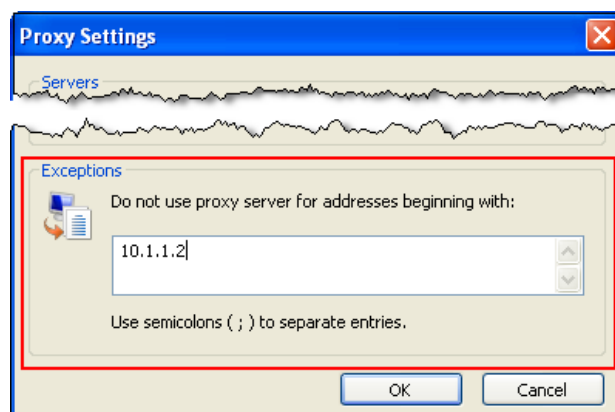 Proxy Settings
Servers
Exceptions
Do not use proxy server for addresses beginning with:
10.1.1.2
Use semicolons ( ; ) to separate entries.
OK
Cancel